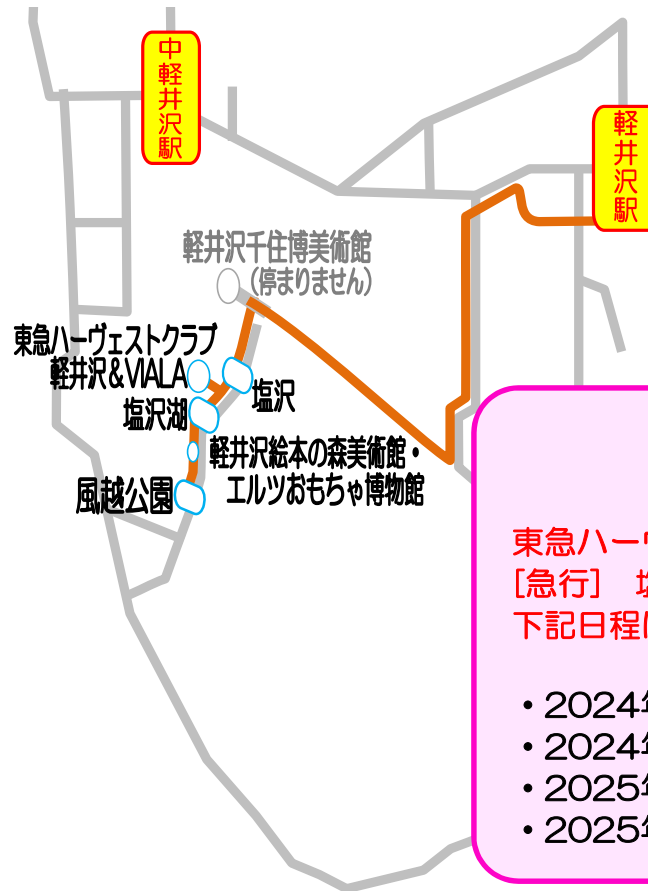 中軽井沢駅
軽井沢駅
軽井沢千住博美術館
（停まりません）
東急ハーヴェストクラブ
軽井沢＆VIALA
塩沢
塩沢湖
軽井沢絵本の森美術館・
エルツおもちゃ博物館
風越公園
東急ハー
[急行]　塩
下記日程
・2024年
・2024年
・2025年
・2025年